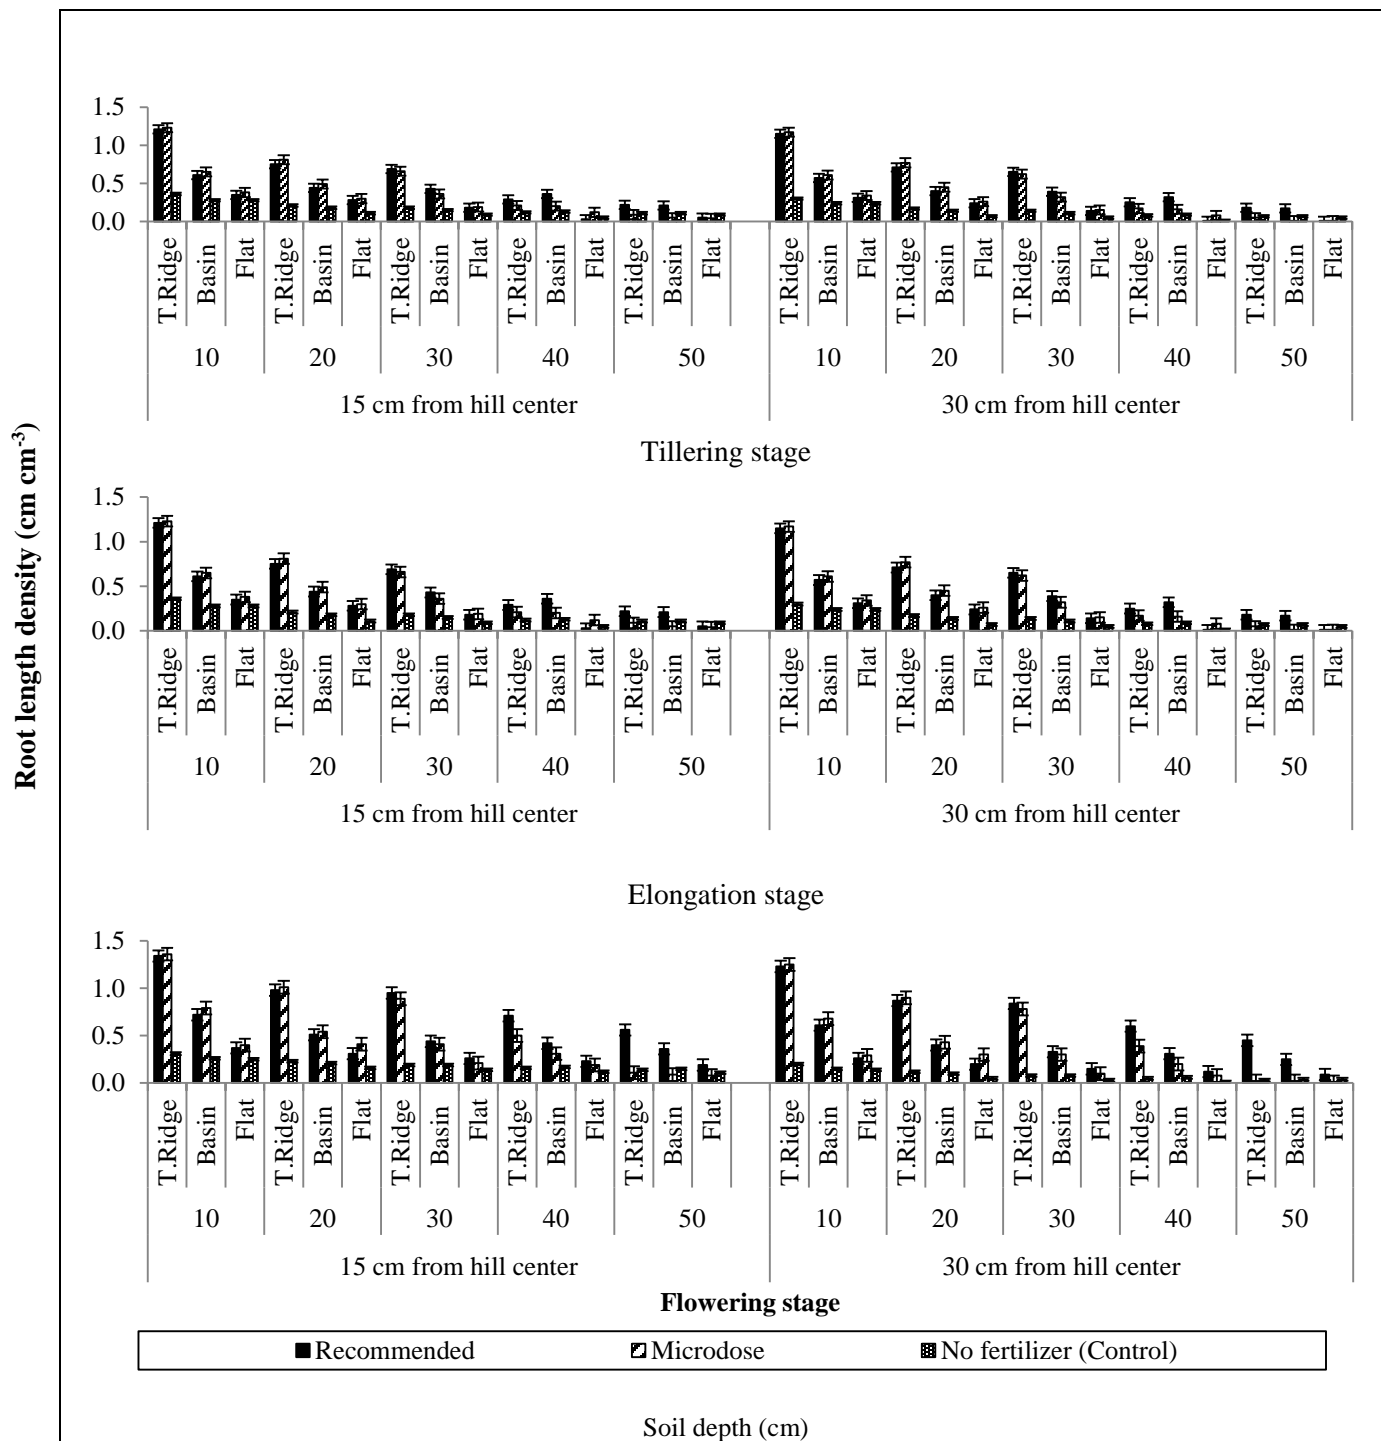 Root length density (cm cm-3)
1.5
1.0
0.5
0.0
T.Ridge Basin Flat T.Ridge Basin Flat T.Ridge Basin Flat T.Ridge Basin Flat T.Ridge Basin Flat T.Ridge Basin Flat T.Ridge Basin Flat T.Ridge Basin Flat T.Ridge Basin Flat T.Ridge Basin Flat
10 20 30 40 50 10 20 30 40 50
15 cm from hill center 30 cm from hill center
Tillering stage
1.5
1.0
0.5
0.0
T.Ridge Basin Flat T.Ridge Basin Flat T.Ridge Basin Flat T.Ridge Basin Flat T.Ridge Basin Flat T.Ridge Basin Flat T.Ridge Basin Flat T.Ridge Basin Flat T.Ridge Basin Flat T.Ridge Basin Flat
10 20 30 40 50 10 20 30 40 50
15 cm from hill center 30 cm from hill center
Elongation stage
1.5
1.0
0.5
0.0
T.Ridge Basin Flat T.Ridge Basin Flat T.Ridge Basin Flat T.Ridge Basin Flat T.Ridge Basin Flat T.Ridge Basin Flat T.Ridge Basin Flat T.Ridge Basin Flat T.Ridge Basin Flat T.Ridge Basin Flat
10 20 30 40 50 10 20 30 40 50
15 cm from hill center 30 cm from hill center
Flowering stage
Recommended Microdose No fertilizer (Control)
Soil depth (cm)